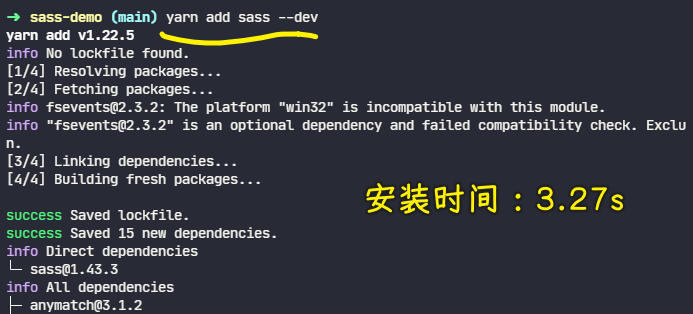 ➜ sass-demo (main) yarn add sass --dev
yarn add v1.22.5
info No lockfile found.
[1/4] Resolving packages...
[2/4] Fetching packages...
info fsevents@2.3.2: The platform "win32" is incompatible with this module.
info "fsevents@2.3.2" is an optional dependency and failed compatibility check. Exclu
n.
[3/4] Linking dependencies...
[4/4] Building fresh packages...
安装时间：3.27s
success Saved lockfile.
success Saved 15 new dependencies.
info Direct dependencies
└─ sass@1.43.3
info All dependencies
├─ anymatch@3.1.2